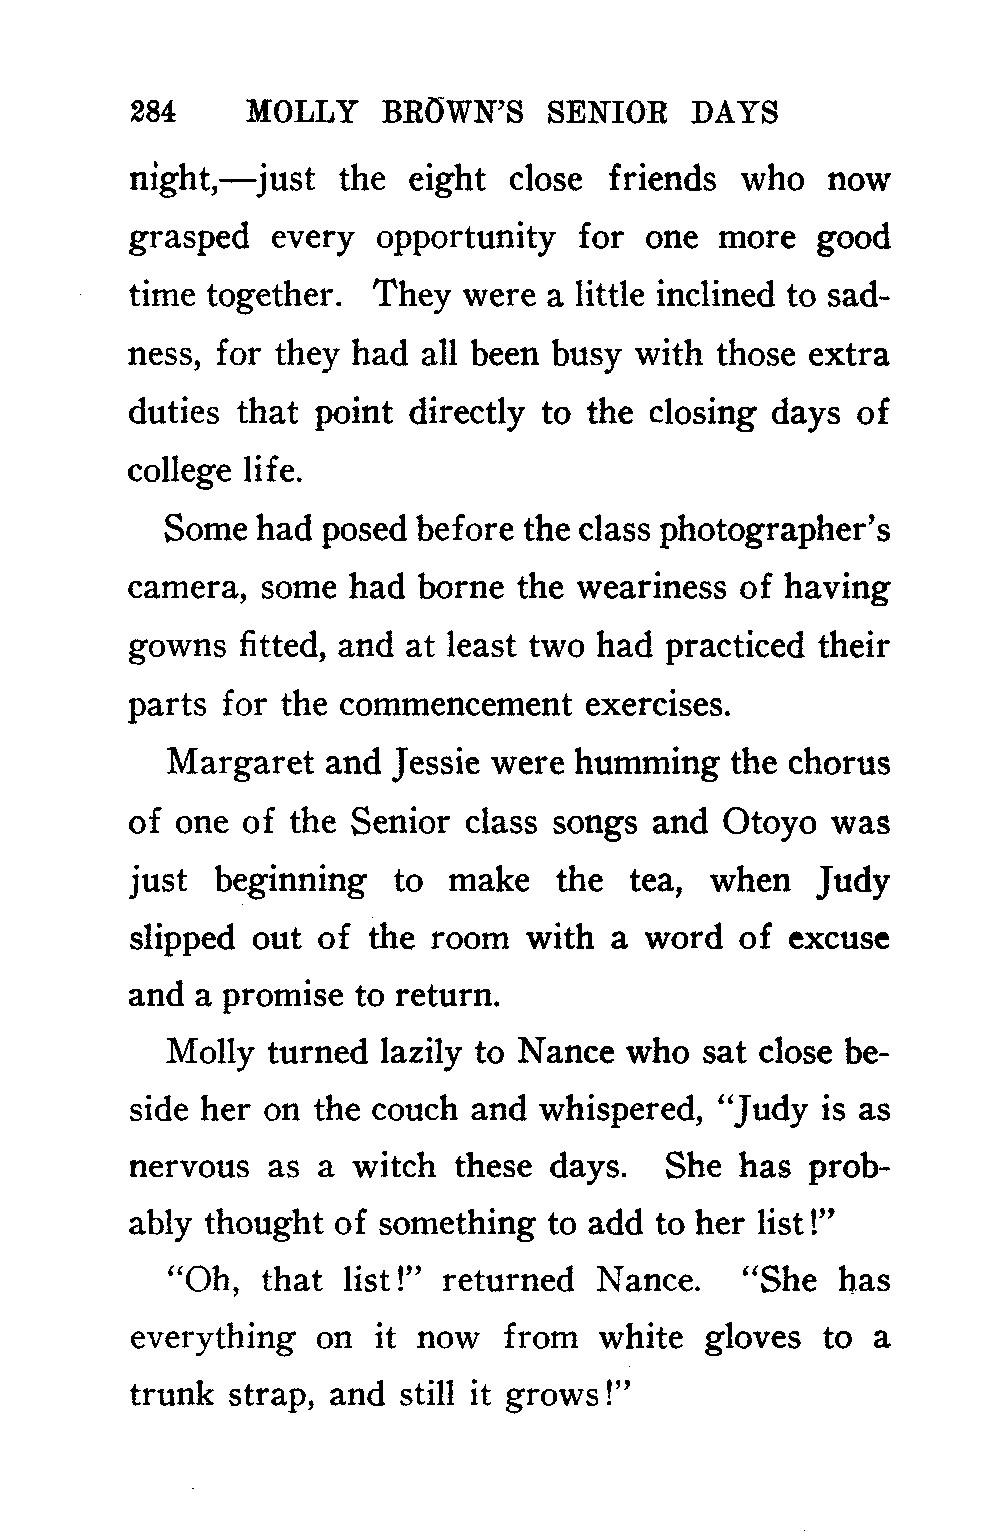 284 MOLLY BROWN'S SENIOR DAYS
night,—just the eight close friends who now
grasped every opportunity for one more good
time together. They were a little inclined to sad-
ness, for they had all been busy with those extra
duties that point directly to the closing days of
college life.
Some had posed before the class photographer's
camera, some had borne the weariness of having
gowns fitted, and at least two had practiced their
parts for the commencement exercises.
Margaret and Jessie were humming the chorus
of one of the Senior class songs and Otoyo was
just beginning to make the tea, when Judy
slipped out of the room with a word of excuse
and a promise to return.
Molly turned lazily to Nance who sat close be-
side her on the couch and whispered, "Judy is as
nervous as a witch these days. She has prob-
ably thought of something to add to her list!"
"Oh, that list!" returned Nance. "She has
everything on it now from white gloves to a
trunk strap, and still it grows!"